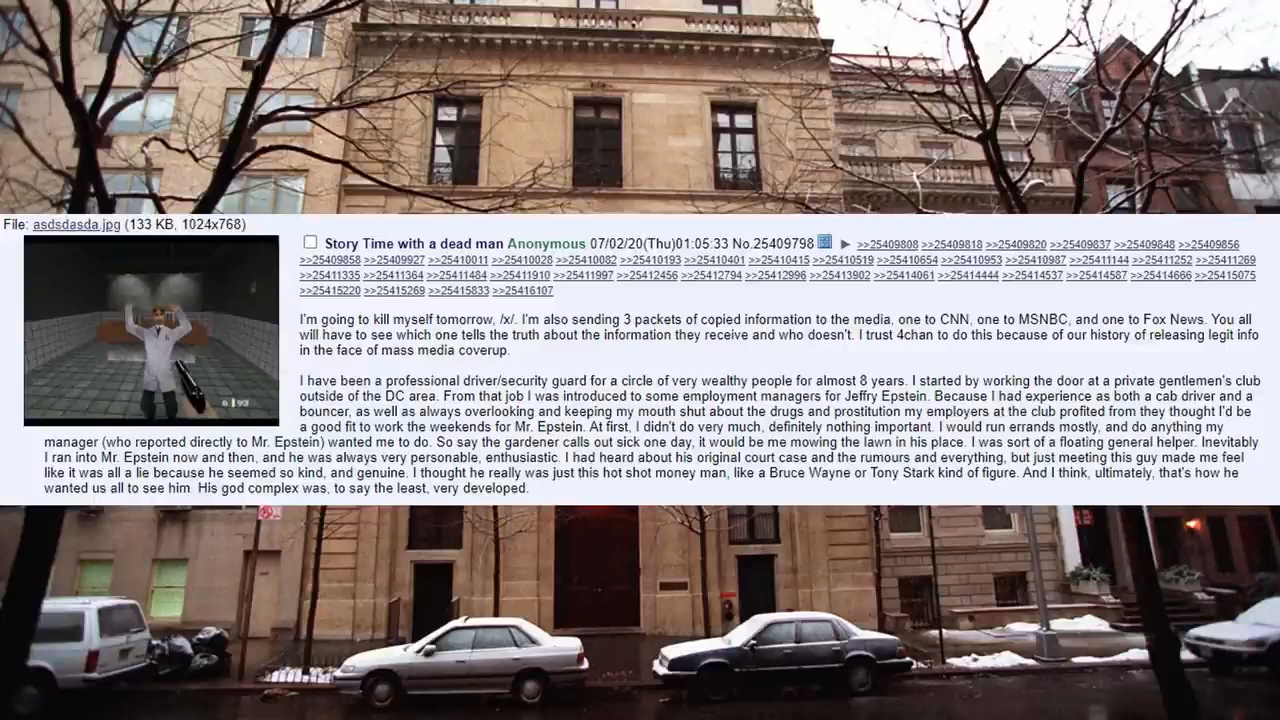 File: asdsdasda.jpg (133 KB, 1024x768)
Story Time with a dead man Anonymous 07/02/20(Thu)01:05:33 No.25409798 ▶ >>25409808 >>25409818 >>25409820 >>25409837 >>25409848 >>25409856
>>25409858 >>25409927 >>25410011 >>25410028 >>25410082 >>25410193 >>25410401 >>25410415 >>25410519 >>25410654 >>25410953 >>25410987 >>25411144 >>25411252 >>25411269
>>25411335 >>25411364 >>25411484 >>25411910 >>25411997 >>25412456 >>25412794 >>25412996 >>25413902 >>25414061 >>25414444 >>25414537 >>25414587 >>25414666 >>25415075
>>25415220 >>25415269 >>25415833 >>25416107
I'm going to kill myself tomorrow, /x/. I'm also sending 3 packets of copied information to the media, one to CNN, one to MSNBC, and one to Fox News. You all
will have to see which one tells the truth about the information they receive and who doesn't. I trust 4chan to do this because of our history of releasing legit info
in the face of mass media coverup.
I have been a professional driver/security guard for a circle of very wealthy people for almost 8 years. I started by working the door at a private gentlemen's club
outside of the DC area. From that job I was introduced to some employment managers for Jeffry Epstein. Because I had experience as both a cab driver and a
bouncer, as well as always overlooking and keeping my mouth shut about the drugs and prostitution my employers at the club profited from they thought I'd be
a good fit to work the weekends for Mr. Epstein. At first, I didn't do very much, definitely nothing important. I would run errands mostly, and do anything my
manager (who reported directly to Mr. Epstein) wanted me to do. So say the gardener calls out sick one day, it would be me mowing the lawn in his place. I was sort of a floating general helper. Inevitably
I ran into Mr. Epstein now and then, and he was always very personable, enthusiastic. I had heard about his original court case and the rumours and everything, but just meeting this guy made me feel
like it was all a lie because he seemed so kind, and genuine. I thought he really was just this hot shot money man, like a Bruce Wayne or Tony Stark kind of figure. And I think, ultimately, that's how he
wanted us all to see him. His god complex was, to say the least, very developed.